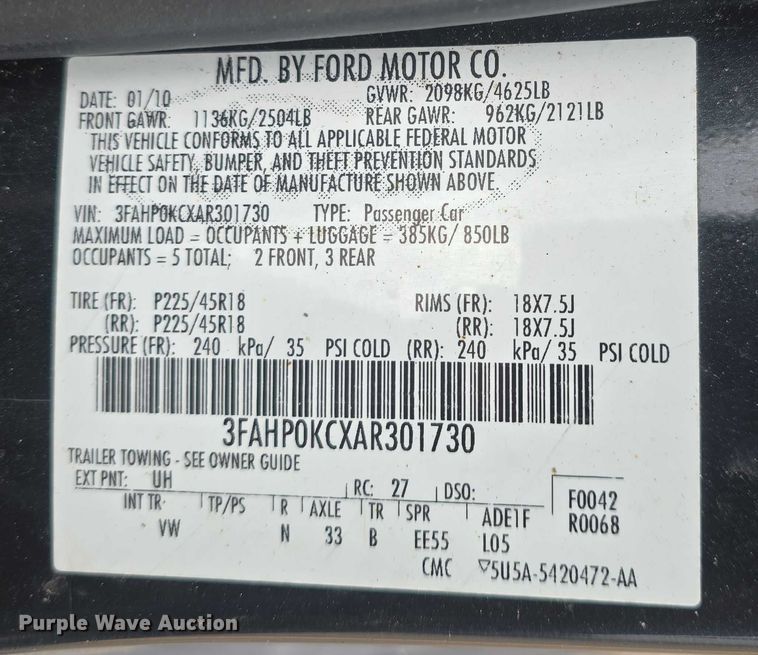 MFD. BY FORD MOTOR CO.
DATE: 01/10 GVWR: 2098KG/4625LB
FRONT GAWR: 1136KG/2504LB REAR GAWR: 962KG/2121LB
THIS VEHICLE CONFORMS TO ALL APPLICABLE FEDERAL MOTOR
VEHICLE SAFETY, BUMPER, AND THEFT PREVENTION STANDARDS
IN EFFECT ON THE DATE OF MANUFACTURE SHOWN ABOVE.
VIN: 3FAHP0KCXAR301730 TYPE: Passenger Car
MAXIMUM LOAD = OCCUPANTS + LUGGAGE = 385KG/ 850LB
OCCUPANTS = 5 TOTAL; 2 FRONT, 3 REAR
TIRE (FR): P225/45R18 RIMS (FR): 18X7.5J
(RR): P225/45R18 (RR): 18X7.5J
PRESSURE (FR): 240 kPa/ 35 PSI COLD (RR): 240 kPa/ 35 PSI COLD
3FAHP0KCXAR301730
TRAILER TOWING - SEE OWNER GUIDE
EXT PNT: UH RC: 27 DSO: F0042
INT TR TP/PS R AXLE TR SPR ADE1F R0068
VW N 33 B EE55 L05
CMC ▽5U5A-5420472-AA
Purple Wave Auction